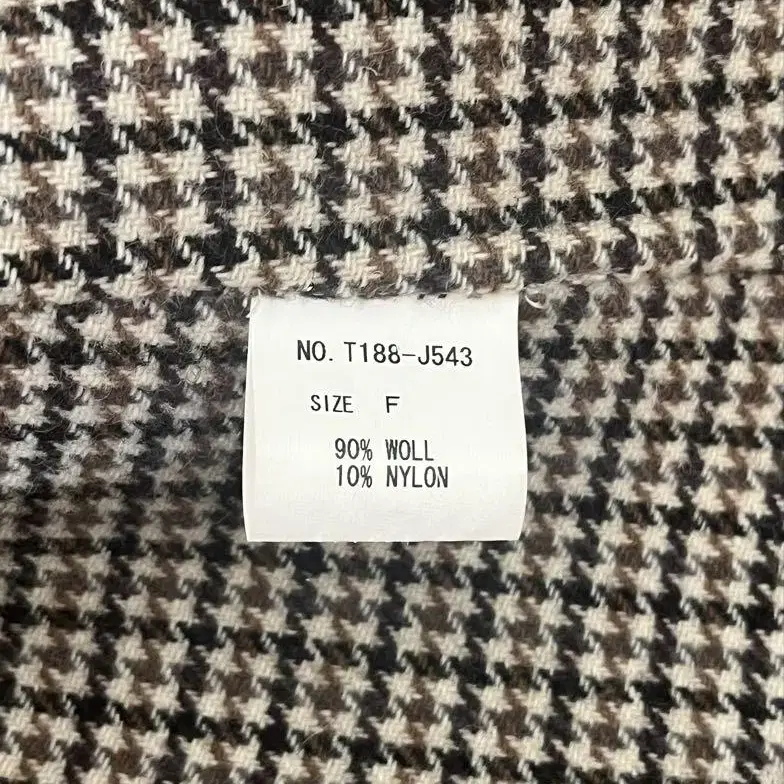 NO. T188-J543
SIZE F
90% WOLL
10% NYLON